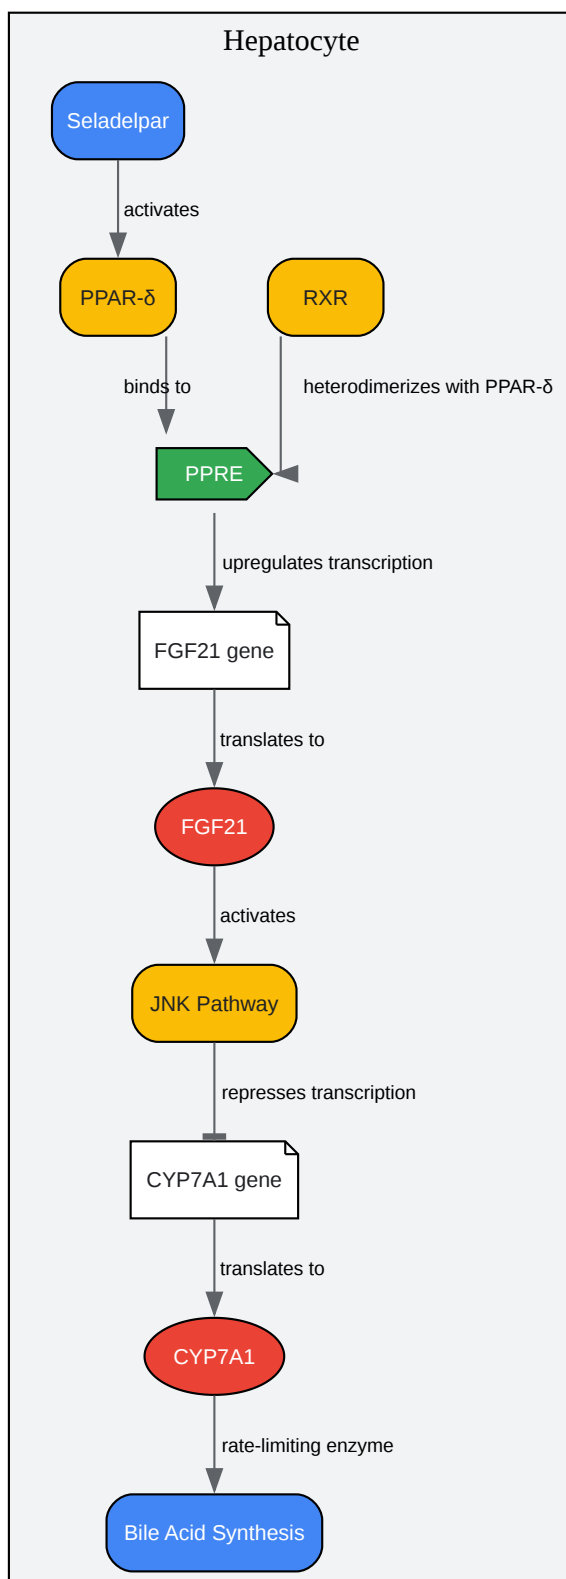 Hepatocyte
Seladelpar
activates
PPAR-δ
RXR
binds to
heterodimerizes with PPAR-δ
PPRE
upregulates transcription
FGF21 gene
translates to
FGF21
activates
JNK Pathway
represses transcription
CYP7A1 gene
translates to
CYP7A1
rate-limiting enzyme
Bile Acid Synthesis